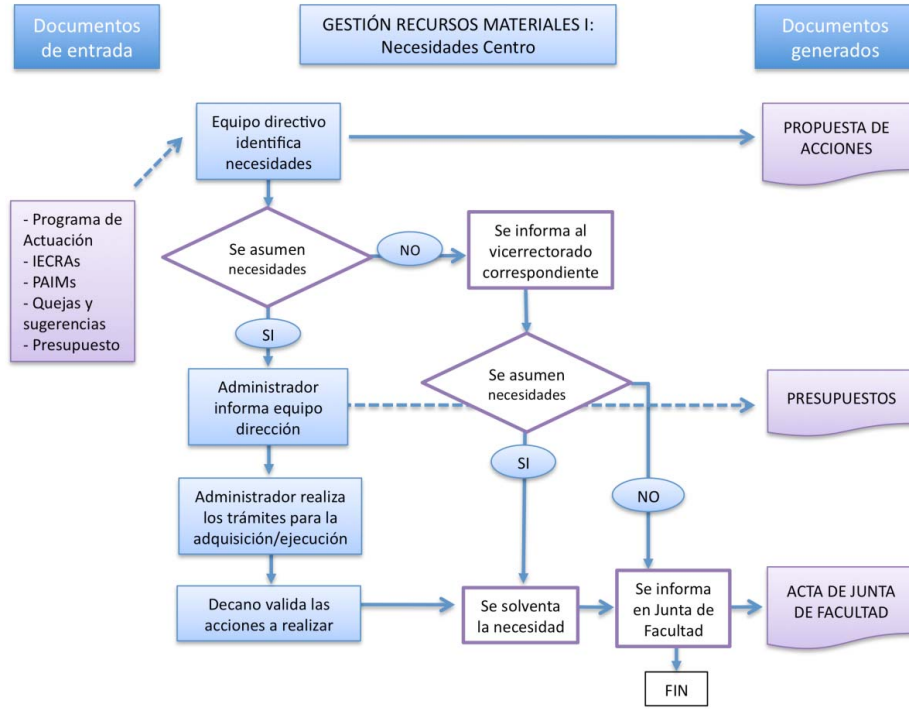 Documentos
de entrada
GESTIÓN RECURSOS MATERIALES I:
Necesidades Centro
Documentos
generados
Equipo directivo
identifica
necesidades
PROPUESTA DE
ACCIONES
- Programa de
Actuación
- IECRAs
- PAIMs
- Quejas y
sugerencias
- Presupuesto
Se asumen
necesidades
NO
Se informa al
vicerrectorado
correspondiente
SI
Se asumen
necesidades
Administrador
informa equipo
dirección
PRESUPUESTOS
SI
NO
Administrador realiza
los trámites para la
adquisición/ejecución
Decano valida las
acciones a realizar
Se solventa
la necesidad
Se informa
en Junta de
Facultad
ACTA DE JUNTA
DE FACULTAD
FIN